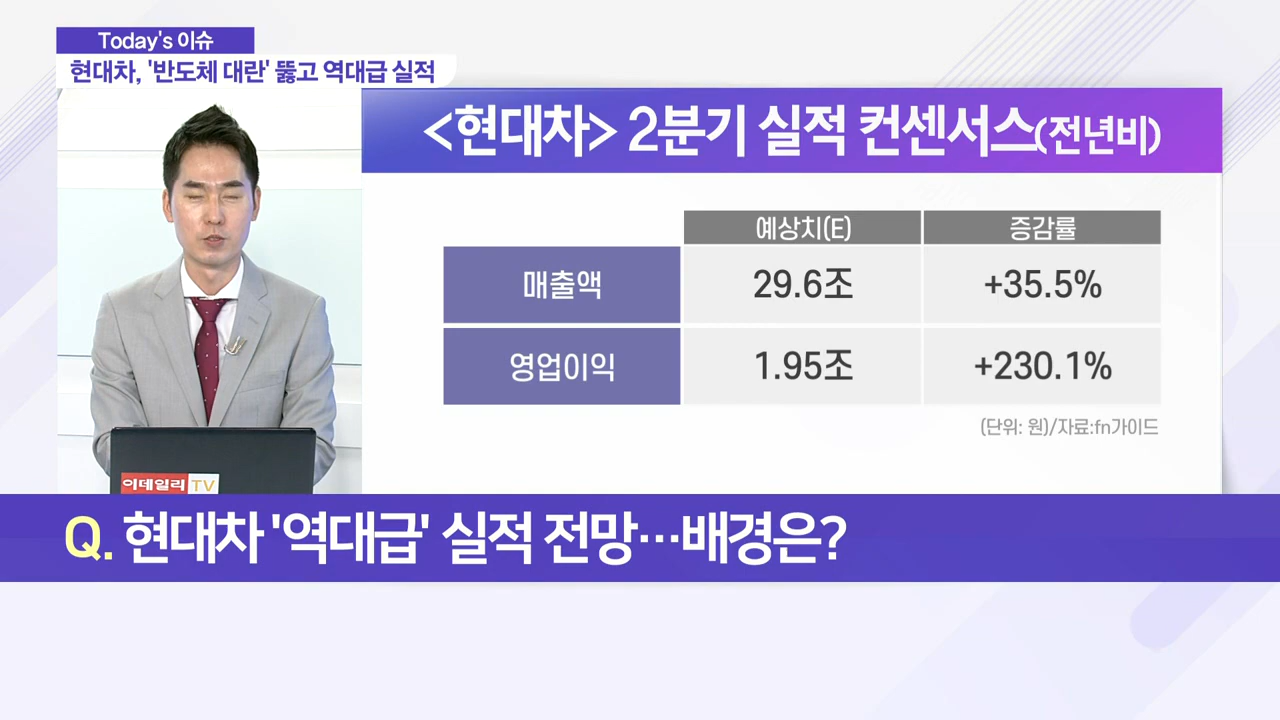 Today's 이슈
현대차, '반도체 대란' 뚫고 역대급 실적
<현대차> 2분기 실적 컨센서스(전년비)
예상치(E) 증감률
매출액 29.6조 +35.5%
영업이익 1.95조 +230.1%
(단위: 원)/자료:fn가이드
이데일리 TV
Q. 현대차 '역대급' 실적 전망…배경은?